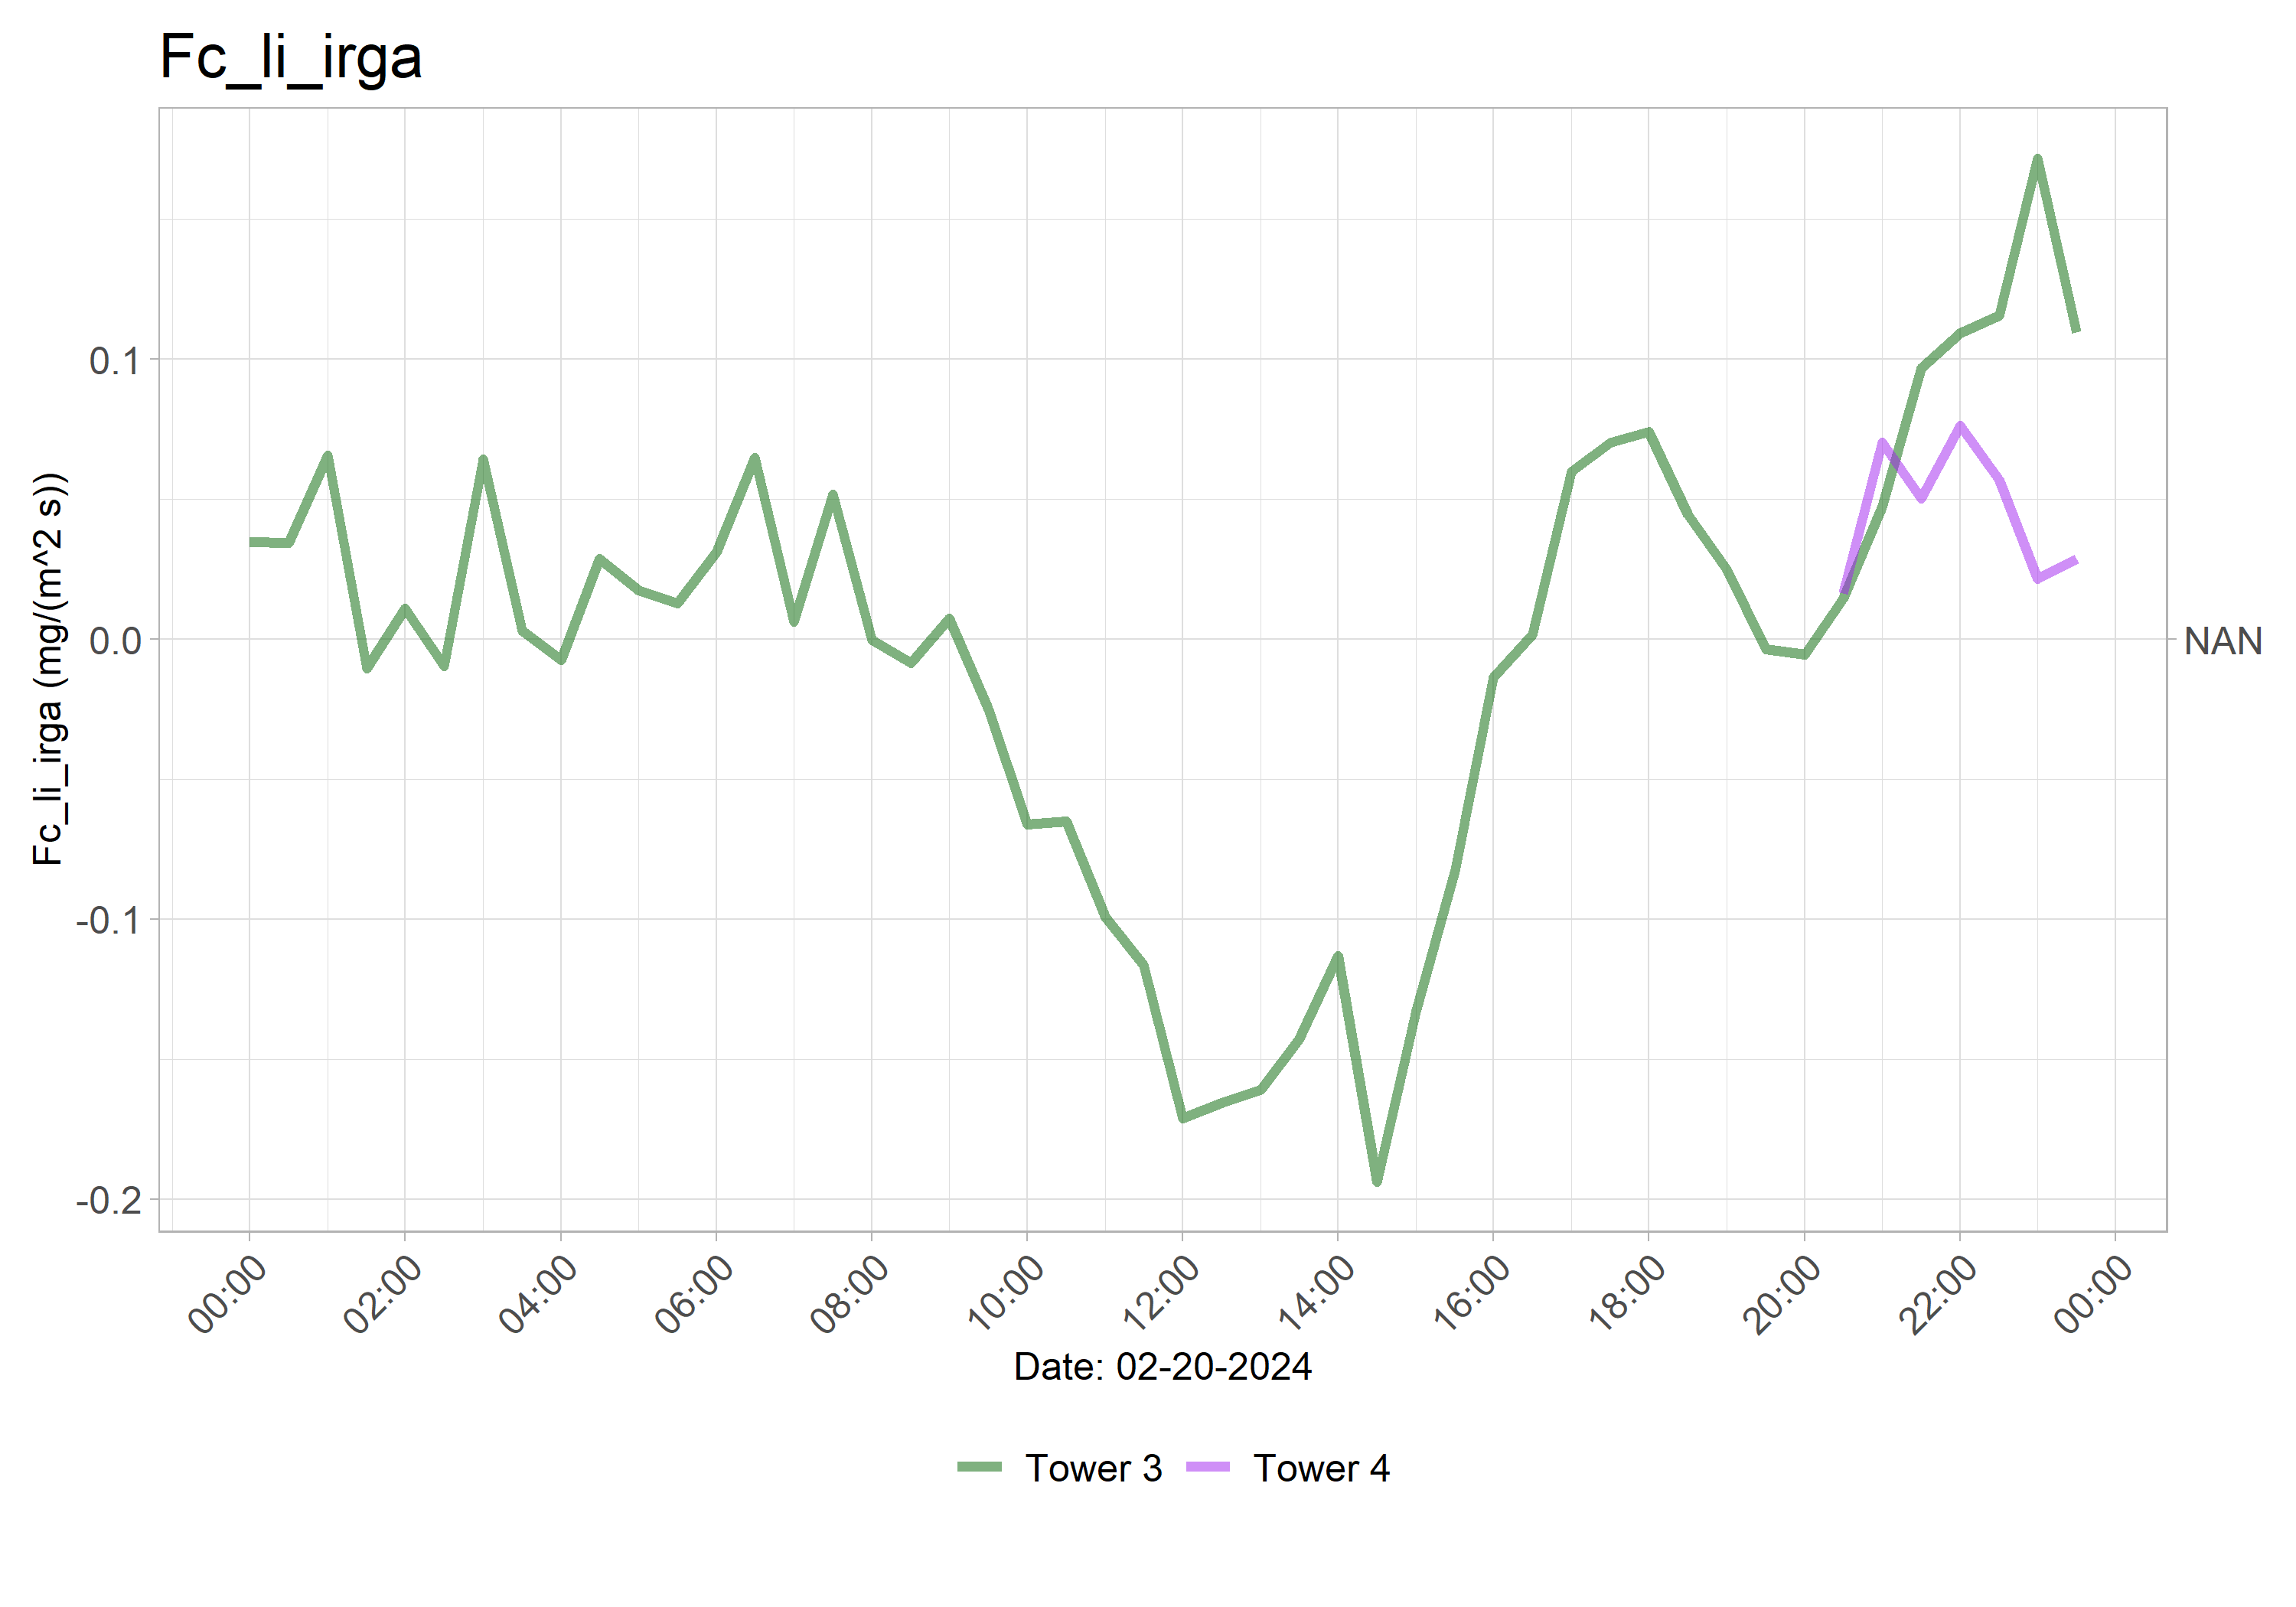 Fc_li_irga
Fc_li_irga (mg/(m^2 s))
0.1
0.0
-0.1
-0.2
NAN
00:00 02:00 04:00 06:00 08:00 10:00 12:00 14:00 16:00 18:00 20:00 22:00 00:00
Date: 02-20-2024
Tower 3 Tower 4